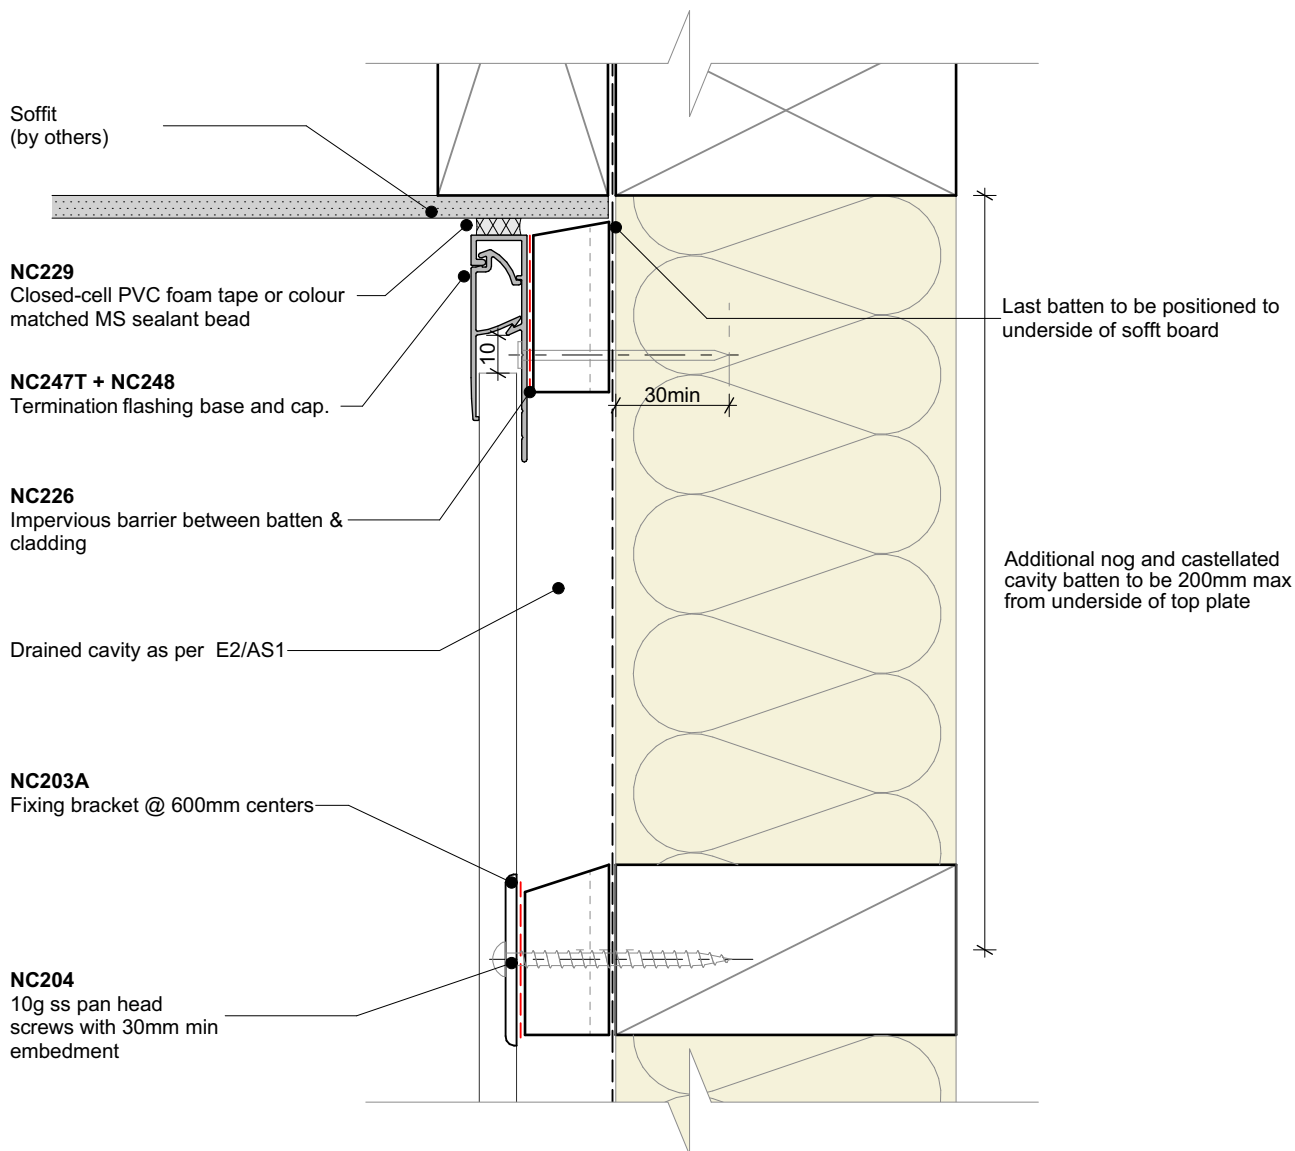 Soffit
(by others)
NC229
Closed-cell PVC foam tape or colour
matched MS sealant bead
NC247T + NC248
Termination flashing base and cap.
NC226
Impervious barrier between batten &
cladding
Drained cavity as per E2/AS1
NC203A
Fixing bracket @ 600mm centers
NC204
10g ss pan head
screws with 30mm min
embedment
10
30min
Last batten to be positioned to
underside of sofft board
Additional nog and castellated
cavity batten to be 200mm max
from underside of top plate